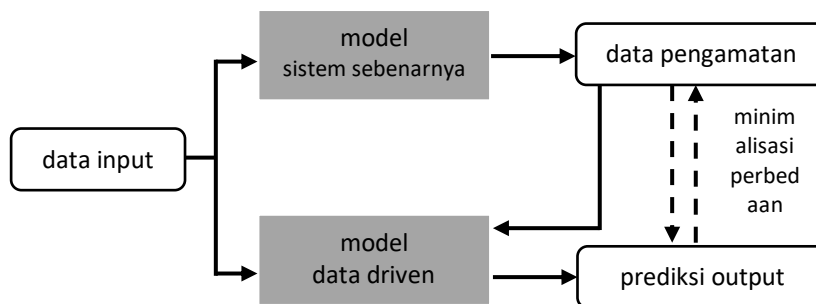 model
sistem sebenarnya
data pengamatan
data input
minim
alisasi
perbed
aan
model
data driven
prediksi output